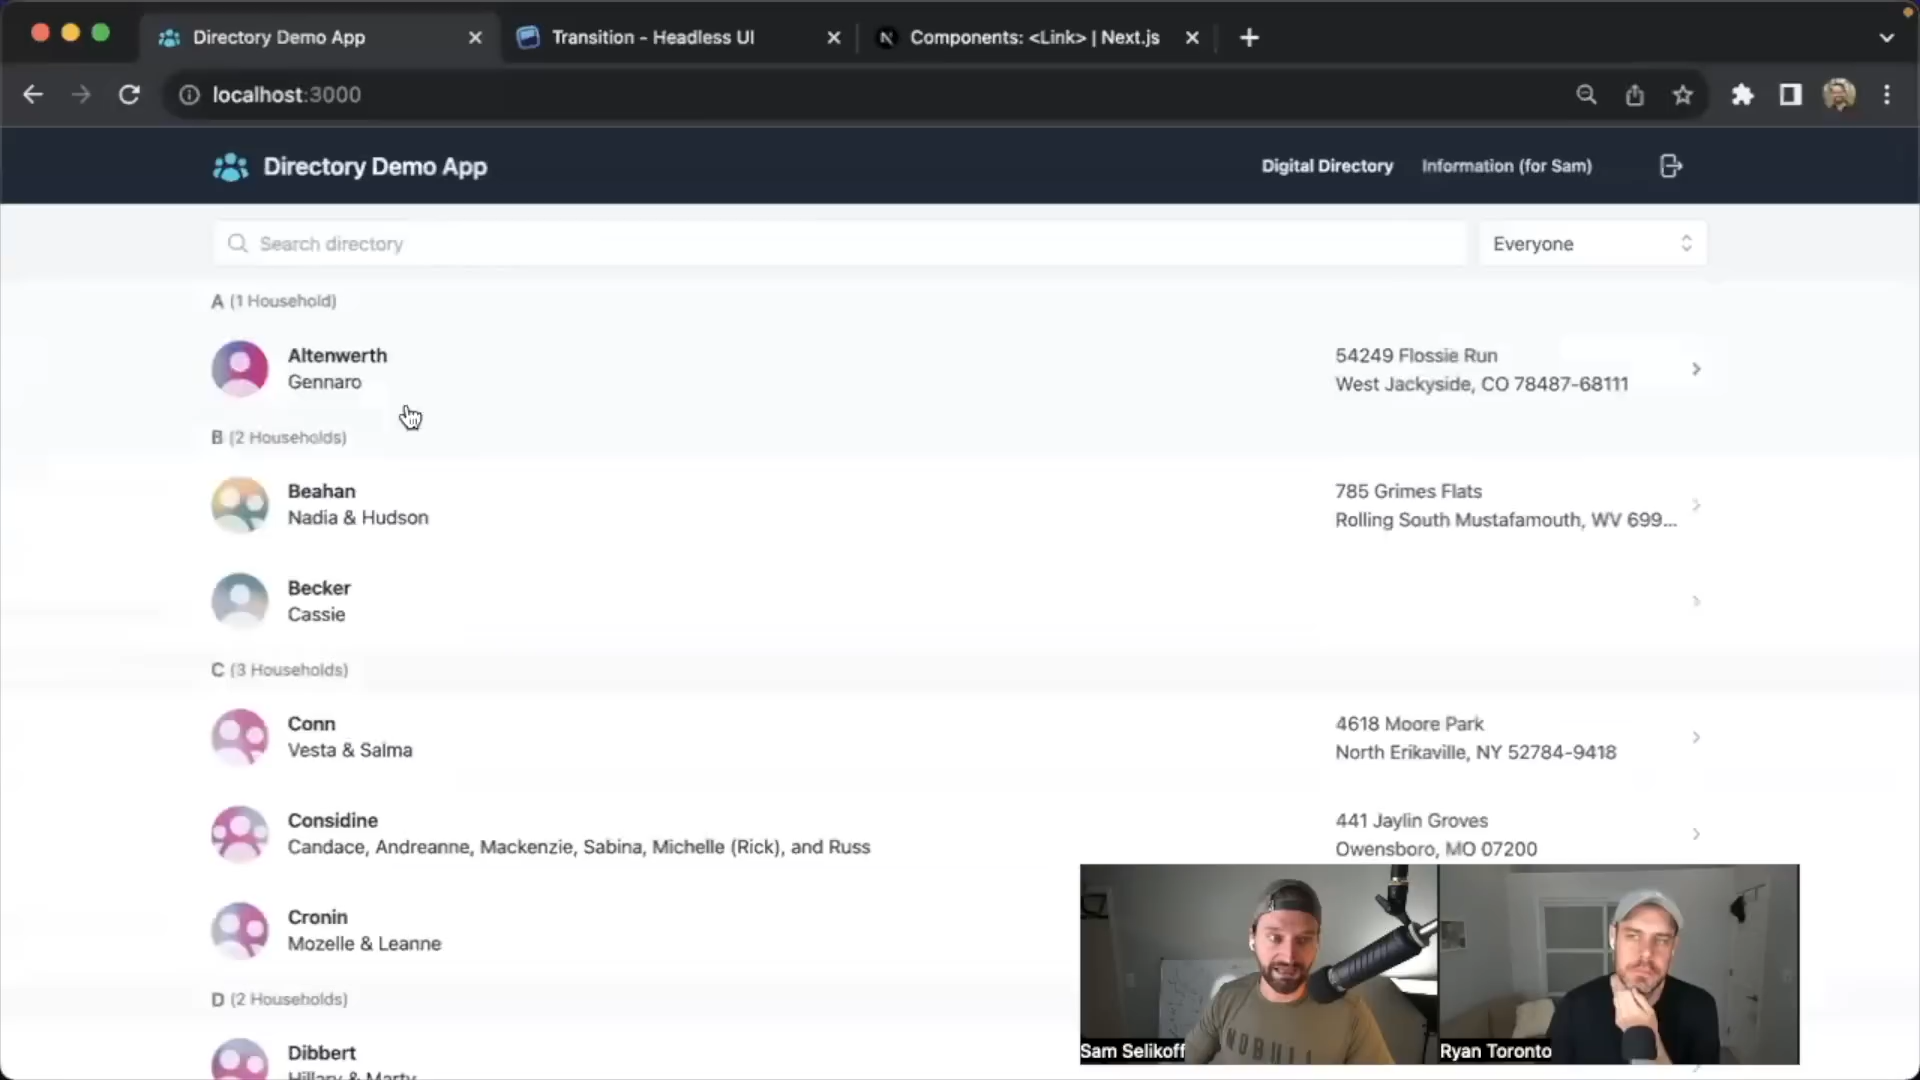 Directory Demo App
Transition - Headless UI
Components: <Link> | Next.js
localhost:3000
Directory Demo App
Digital Directory
Information (for Sam)
Search directory
Everyone
A (1 Household)
Altenwerth
Gennaro
54249 Flossie Run
West Jackyside, CO 78487-68111
B (2 Households)
Beahan
Nadia & Hudson
785 Grimes Flats
Rolling South Mustafamouth, WV 699...
Becker
Cassie
C (3 Households)
Conn
Vesta & Salma
4618 Moore Park
North Erikaville, NY 52784-9418
Considine
Candace, Andreanne, Mackenzie, Sabina, Michelle (Rick), and Russ
441 Jaylin Groves
Owensboro, MO 07200
Cronin
Mozelle & Leanne
D (2 Households)
Dibbert
Hillary & Marty
NOBULL
Sam Selikoff
Ryan Toronto